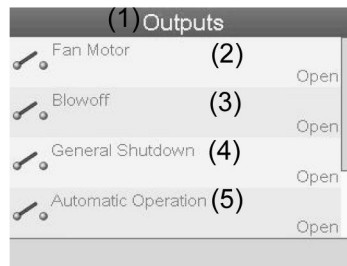 (1) Outputs
Fan Motor (2)
Open
Blowoff (3)
Open
General Shutdown (4)
Open
Automatic Operation (5)
Open